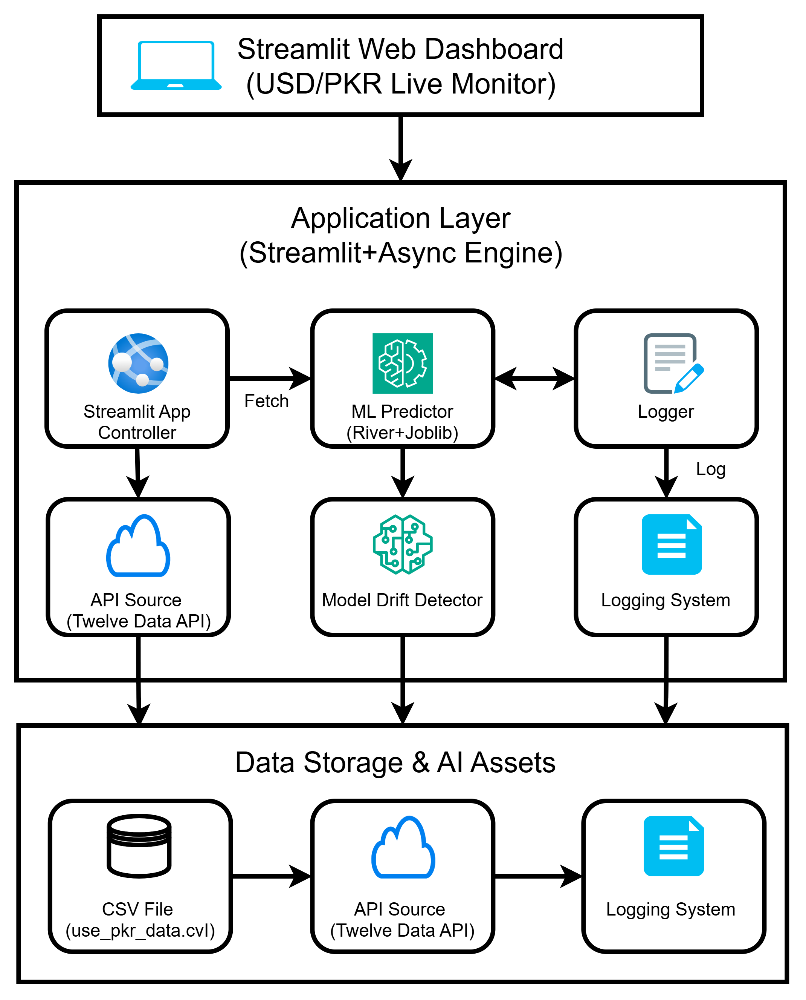 Streamlit Web Dashboard
(USD/PKR Live Monitor)
Application Layer
(Streamlit+Async Engine)
Streamlit App
Controller
Fetch
ML Predictor
(River+Joblib)
Logger
Log
API Source
(Twelve Data API)
Model Drift Detector
Logging System
Data Storage & AI Assets
CSV File
(use_pkr_data.cvl)
API Source
(Twelve Data API)
Logging System